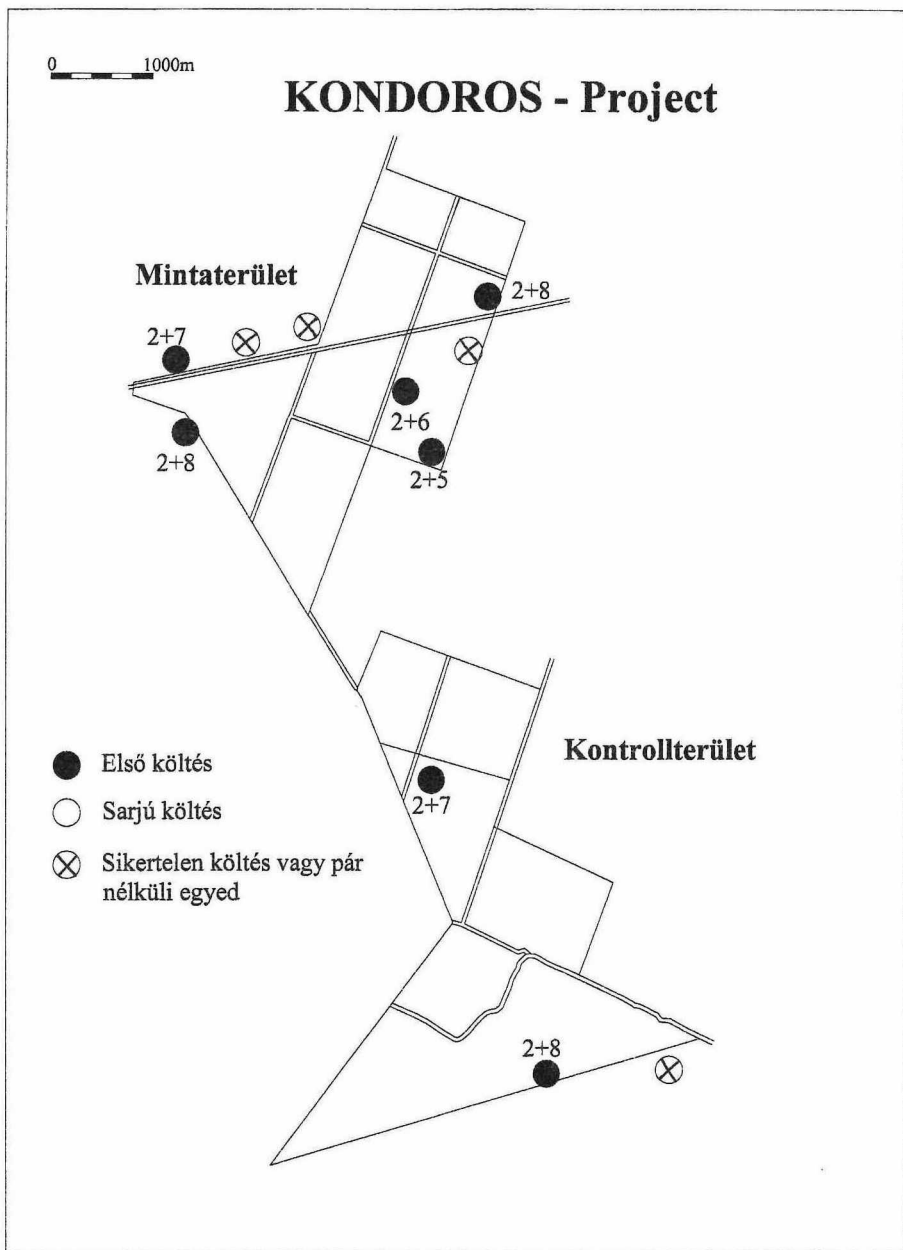 0 1000m
KONDOROS - Project
Mintaterület
2+8
2+7
2+6
2+8
2+5
Kontrollterület
Első költés
2+7
Sarjú költés
Sikertelen költés vagy pár
nélküli egyed
2+8